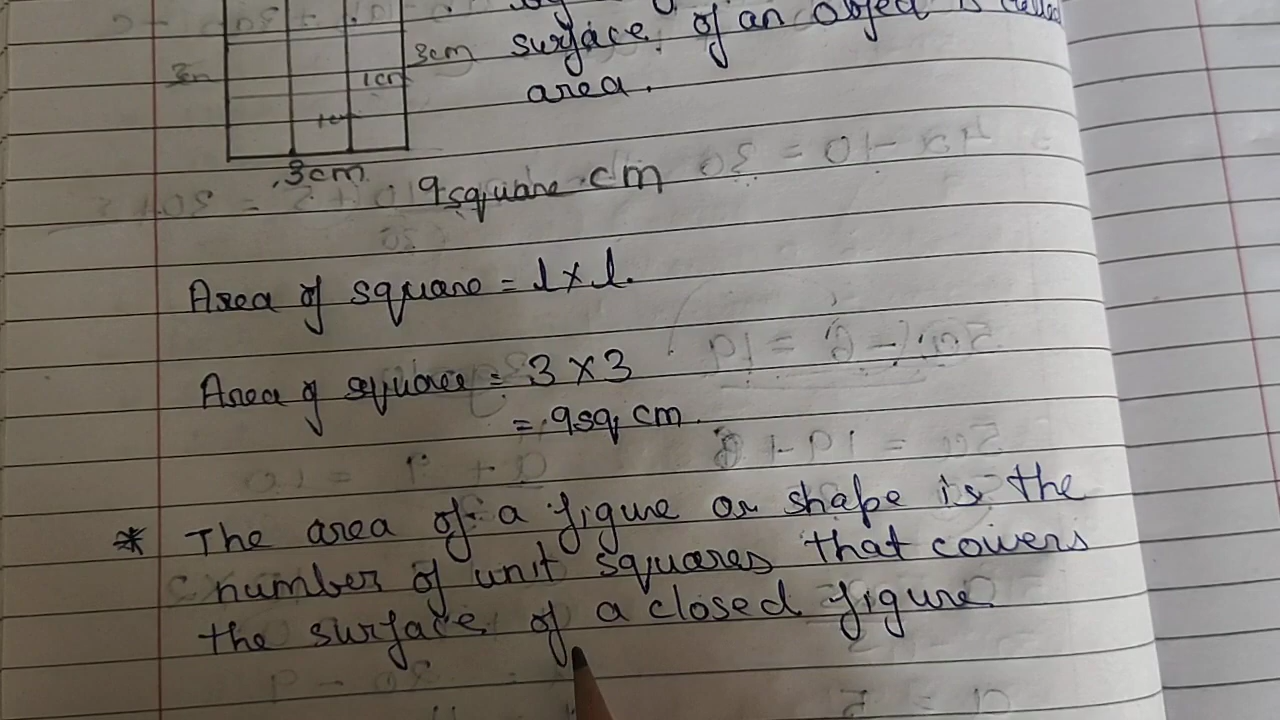 3cm surface of an object is called
1cm
area.
3cm
9 square cm
Area of square = l × l.
Area of square = 3 × 3
= 9 sq cm.
* The area of a figure or shape is the
number of unit squares that cowers
the surface of a closed figure